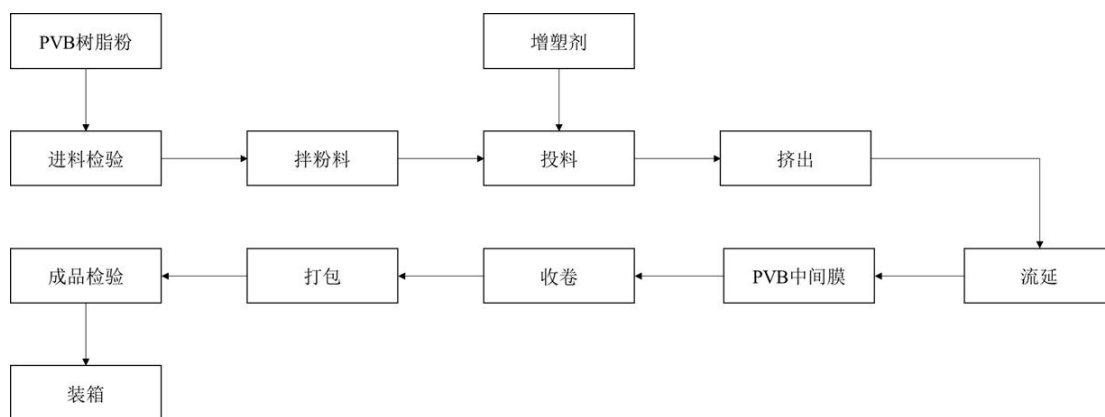 PVB树脂粉
增塑剂
进料检验
拌粉料
投料
挤出
成品检验
打包
收卷
PVB中间膜
流延
装箱